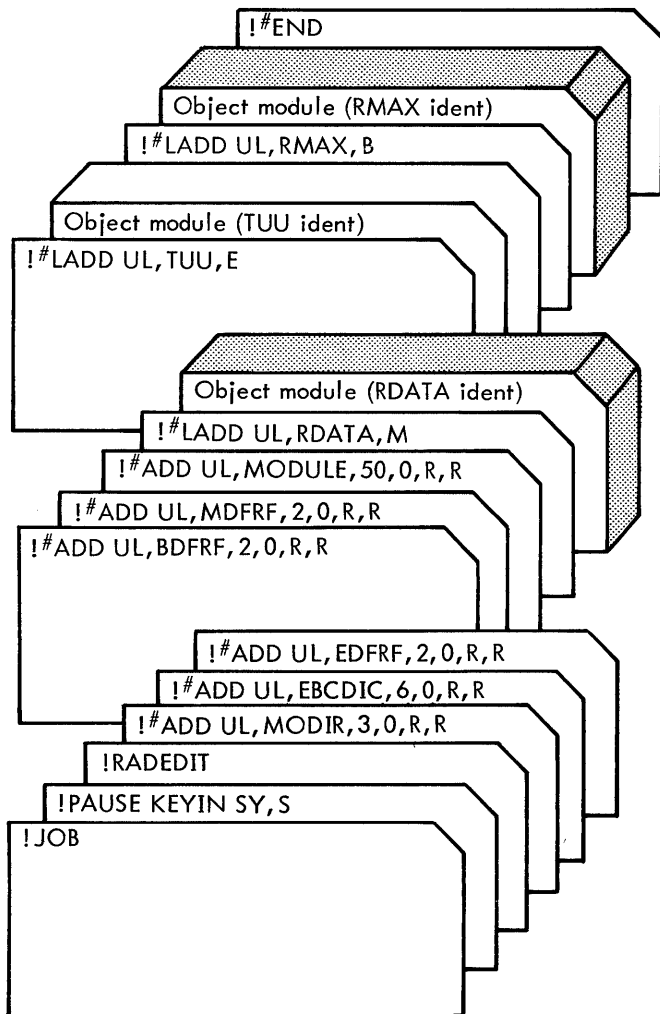 !#END
Object module (RMAX ident)
!#LADD UL,RMAX,B
Object module (TUU ident)
!#LADD UL,TUU,E
Object module (RDATA ident)
!#LADD UL,RDATA,M
!#ADD UL,MODULE,50,0,R,R
!#ADD UL,MDFRF,2,0,R,R
!#ADD UL,BDFRF,2,0,R,R
!#ADD UL,EDFRF,2,0,R,R
!#ADD UL,EBCDIC,6,0,R,R
!#ADD UL,MODIR,3,0,R,R
!RADEDIT
!PAUSE KEYIN SY,S
!JOB